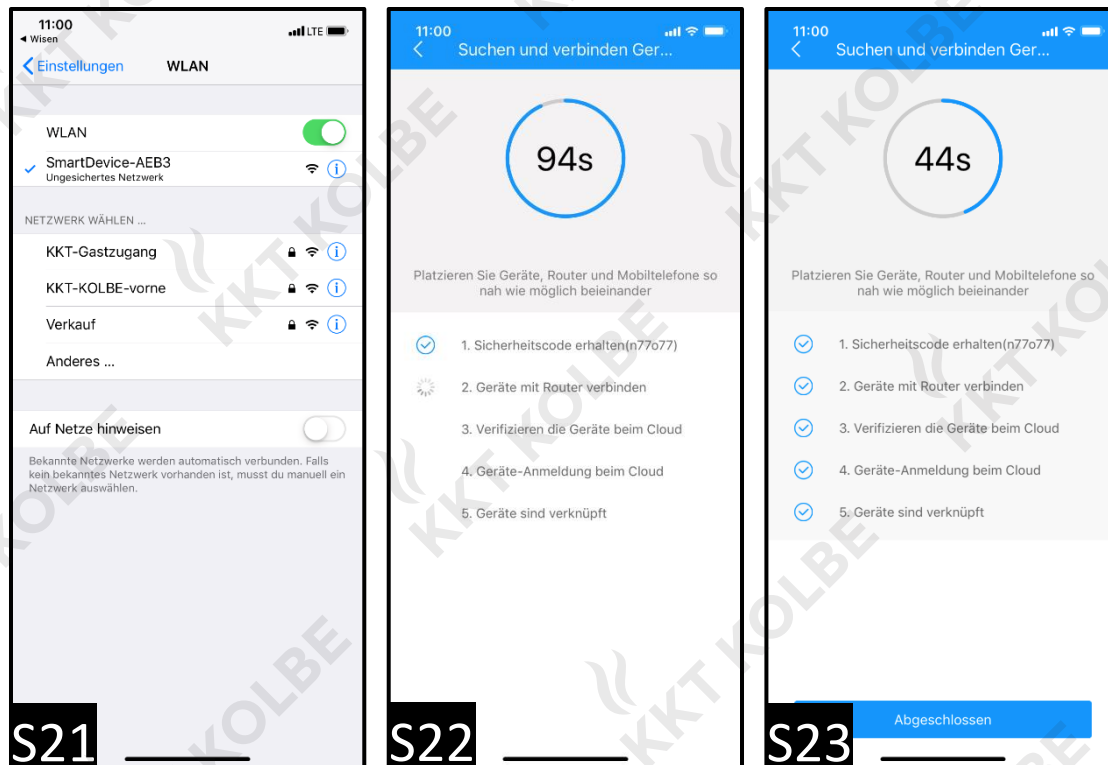 11:00
LTE
◄ Wisen
Einstellungen
WLAN
WLAN
SmartDevice-AEB3
Ungesichertes Netzwerk
NETZWERK WÄHLEN ...
KKT-Gastzugang
KKT-KOLBE-vorne
Verkauf
Anderes ...
Auf Netze hinweisen
Bekannte Netzwerke werden automatisch verbunden. Falls
kein bekanntes Netzwerk vorhanden ist, musst du manuell ein
Netzwerk auswählen.
S21
11:00
Suchen und verbinden Ger...
94s
Platzieren Sie Geräte, Router und Mobiltelefone so
nah wie möglich beieinander
1. Sicherheitscode erhalten(n77o77)
2. Geräte mit Router verbinden
3. Verifizieren die Geräte beim Cloud
4. Geräte-Anmeldung beim Cloud
5. Geräte sind verknüpft
S22
11:00
Suchen und verbinden Ger...
44s
Platzieren Sie Geräte, Router und Mobiltelefone so
nah wie möglich beieinander
1. Sicherheitscode erhalten(n77o77)
2. Geräte mit Router verbinden
3. Verifizieren die Geräte beim Cloud
4. Geräte-Anmeldung beim Cloud
5. Geräte sind verknüpft
Abgeschlossen
S23
KKT KOLBE